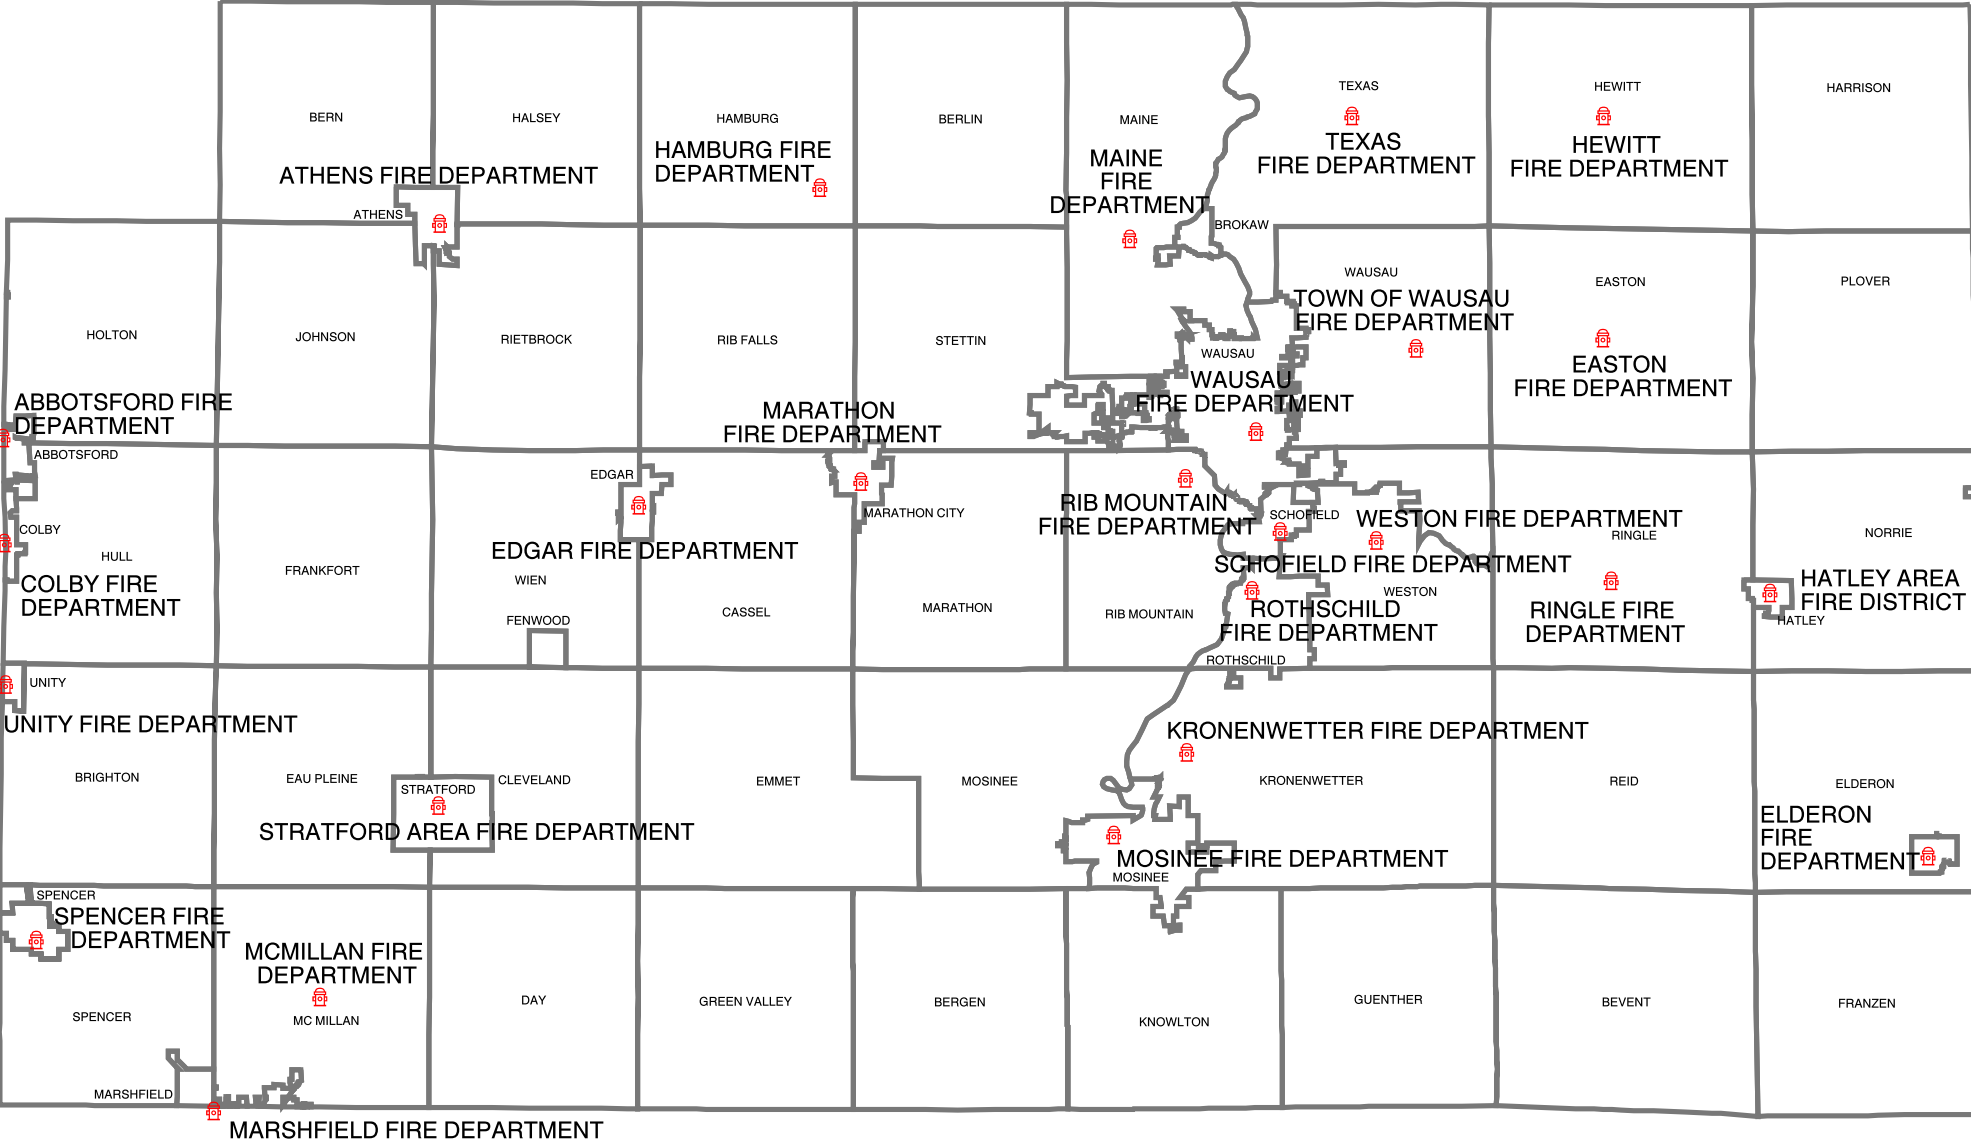 TEXAS
HEWITT
HARRISON
BERN
HALSEY
HAMBURG
BERLIN
MAINE
TEXAS
FIRE DEPARTMENT
HEWITT
FIRE DEPARTMENT
HAMBURG FIRE
DEPARTMENT
MAINE
FIRE
DEPARTMENT
ATHENS FIRE DEPARTMENT
ATHENS
BROKAW
WAUSAU
EASTON
PLOVER
TOWN OF WAUSAU
FIRE DEPARTMENT
HOLTON
JOHNSON
RIETBROCK
RIB FALLS
STETTIN
WAUSAU
WAUSAU
FIRE DEPARTMENT
EASTON
FIRE DEPARTMENT
ABBOTSFORD FIRE
DEPARTMENT
MARATHON
FIRE DEPARTMENT
ABBOTSFORD
EDGAR
MARATHON CITY
RIB MOUNTAIN
FIRE DEPARTMENT
SCHOFIELD
WESTON FIRE DEPARTMENT
RINGLE
NORRIE
COLBY
HULL
COLBY FIRE
DEPARTMENT
FRANKFORT
EDGAR FIRE DEPARTMENT
WIEN
SCHOFIELD FIRE DEPARTMENT
WESTON
HATLEY AREA
FIRE DISTRICT
HATLEY
FENWOOD
CASSEL
MARATHON
RIB MOUNTAIN
ROTHSCHILD
FIRE DEPARTMENT
RINGLE FIRE
DEPARTMENT
ROTHSCHILD
UNITY
UNITY FIRE DEPARTMENT
KRONENWETTER FIRE DEPARTMENT
BRIGHTON
EAU PLEINE
CLEVELAND
STRATFORD
EMMET
MOSINEE
KRONENWETTER
REID
ELDERON
STRATFORD AREA FIRE DEPARTMENT
ELDERON
FIRE
DEPARTMENT
MOSINEE FIRE DEPARTMENT
MOSINEE
SPENCER
SPENCER FIRE
DEPARTMENT
MCMILLAN FIRE
DEPARTMENT
SPENCER
MC MILLAN
DAY
GREEN VALLEY
BERGEN
KNOWLTON
GUENTHER
BEVENT
FRANZEN
MARSHFIELD
MARSHFIELD FIRE DEPARTMENT